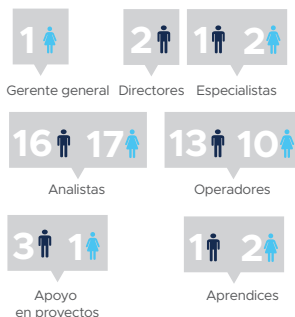 1 2 1 2
Gerente general Directores Especialistas
16 17 13 10
Analistas Operadores
3 1 1 2
Apoyo Aprendices
en proyectos